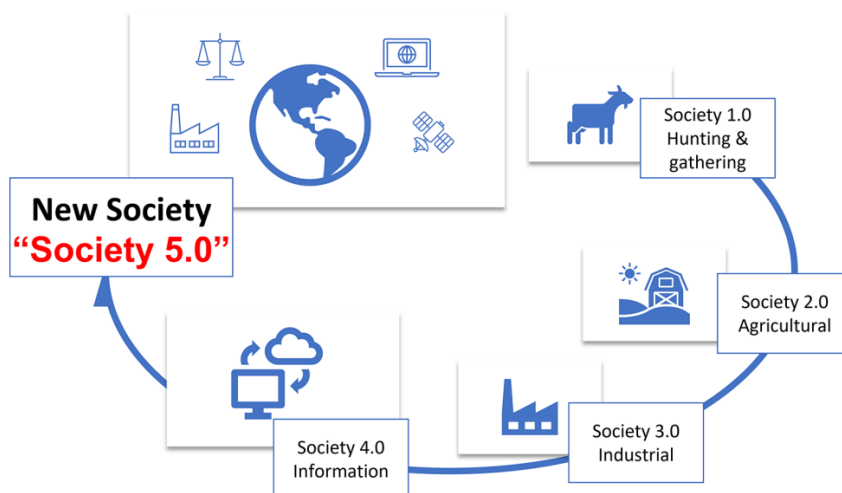 New Society
“Society 5.0”
Society 1.0
Hunting &
gathering
Society 2.0
Agricultural
Society 3.0
Industrial
Society 4.0
Information